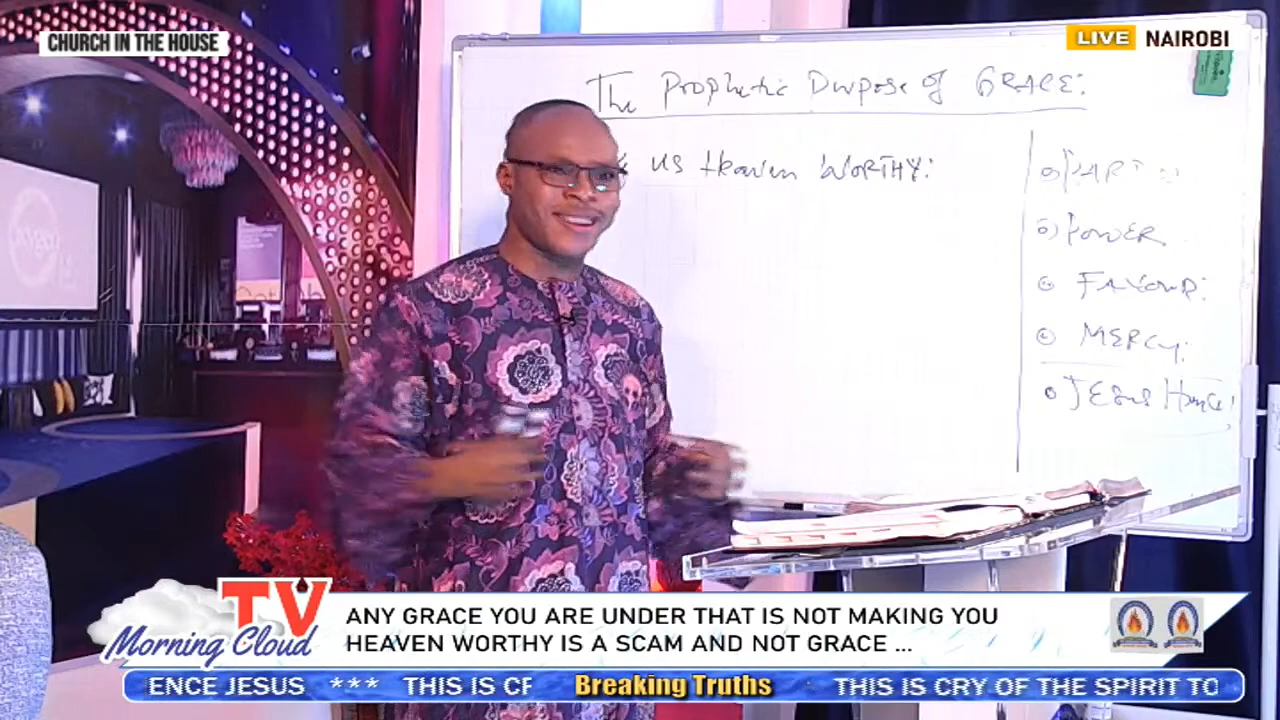 CHURCH IN THE HOUSE
LIVE NAIROBI
The Prophetic Purpose of GRACE:
us Heaven WORTHY:
POWER
FAVOUR:
MERCY:
JESUS
TV
Morning Cloud
ANY GRACE YOU ARE UNDER THAT IS NOT MAKING YOU
HEAVEN WORTHY IS A SCAM AND NOT GRACE ...
ENCE JESUS *** THIS IS CR Breaking Truths THIS IS CRY OF THE SPIRIT TO